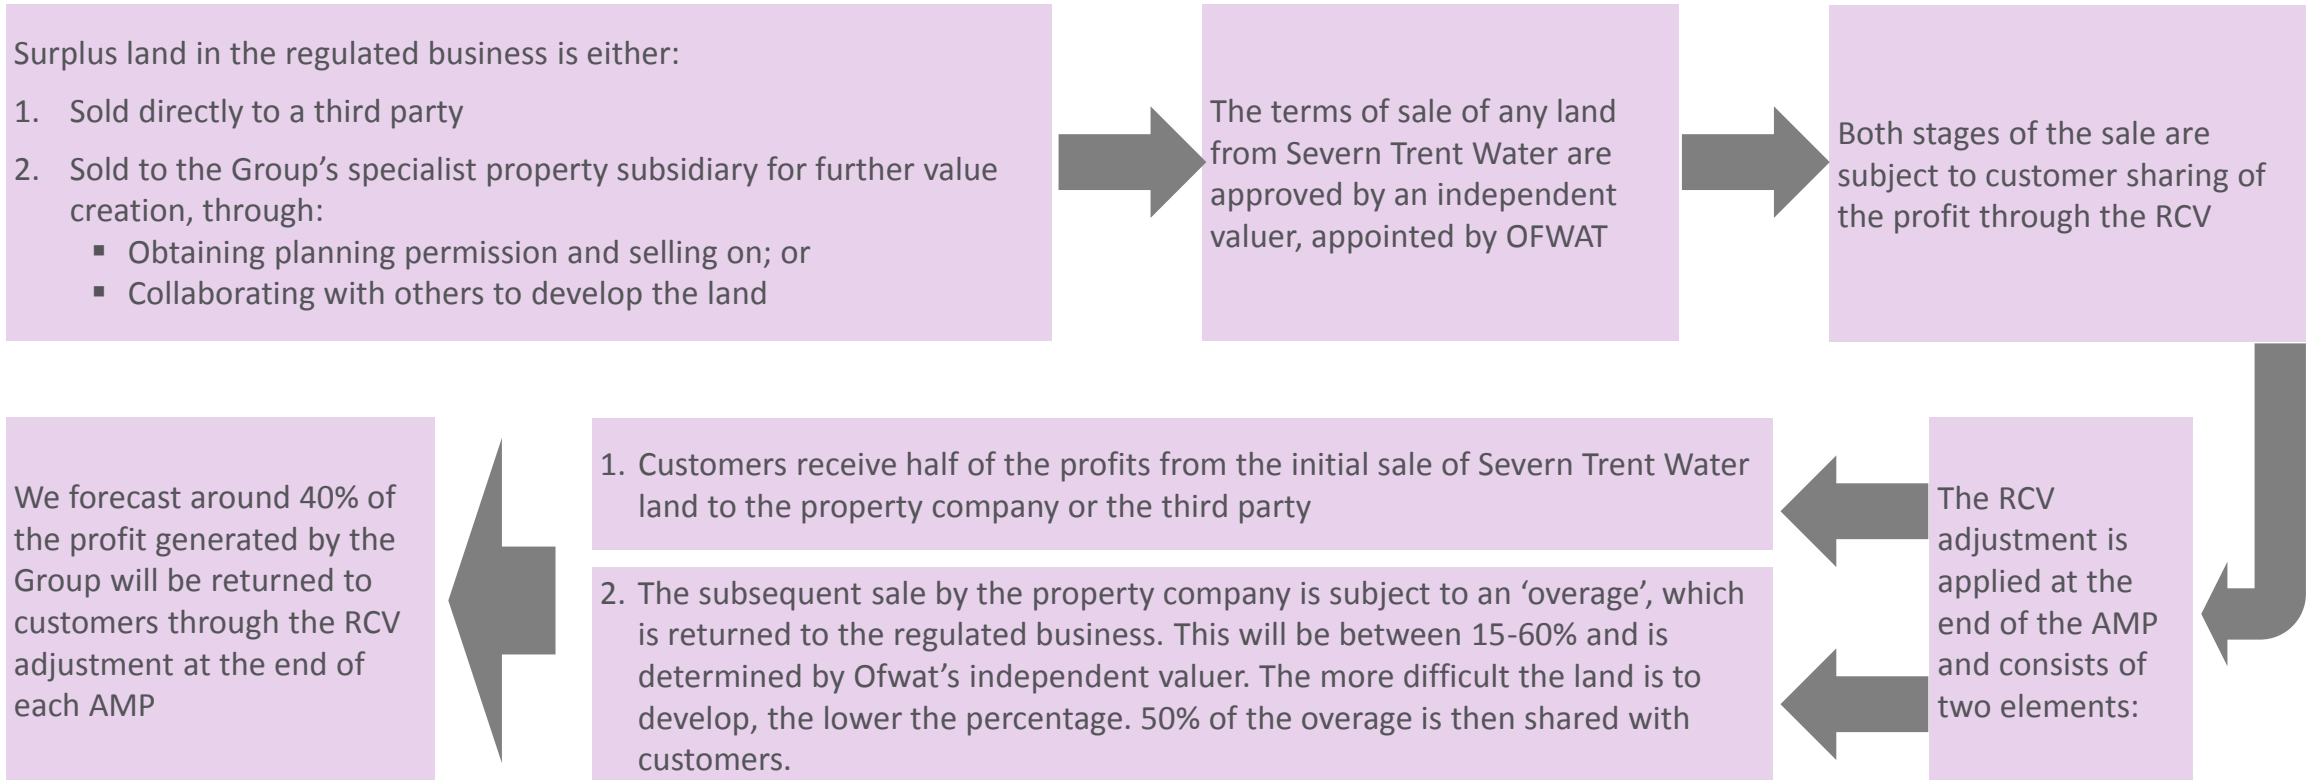 Surplus land in the regulated business is either:
1. Sold directly to a third party
2. Sold to the Group's specialist property subsidiary for further value
creation, through:
▪ Obtaining planning permission and selling on; or
▪ Collaborating with others to develop the land
The terms of sale of any land
from Severn Trent Water are
approved by an independent
valuer, appointed by OFWAT
Both stages of the sale are
subject to customer sharing of
the profit through the RCV
The RCV
adjustment is
applied at the
end of the AMP
and consists of
two elements:
1. Customers receive half of the profits from the initial sale of Severn Trent Water
land to the property company or the third party
2. The subsequent sale by the property company is subject to an 'overage', which
is returned to the regulated business. This will be between 15-60% and is
determined by Ofwat's independent valuer. The more difficult the land is to
develop, the lower the percentage. 50% of the overage is then shared with
customers.
We forecast around 40% of
the profit generated by the
Group will be returned to
customers through the RCV
adjustment at the end of
each AMP